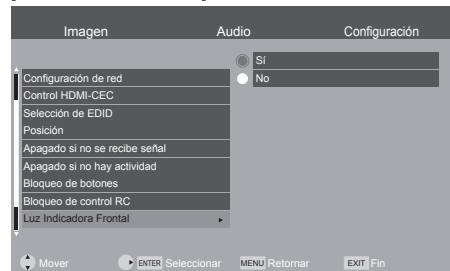 Imagen Audio Configuración
Sí
Configuración de red No
Control HDMI-CEC
Selección de EDID
Posición
Apagado si no se recibe señal
Apagado si no hay actividad
Bloqueo de botones
Bloqueo de control RC
Luz Indicadora Frontal
Mover ENTER Seleccionar MENU Retornar EXIT Fin